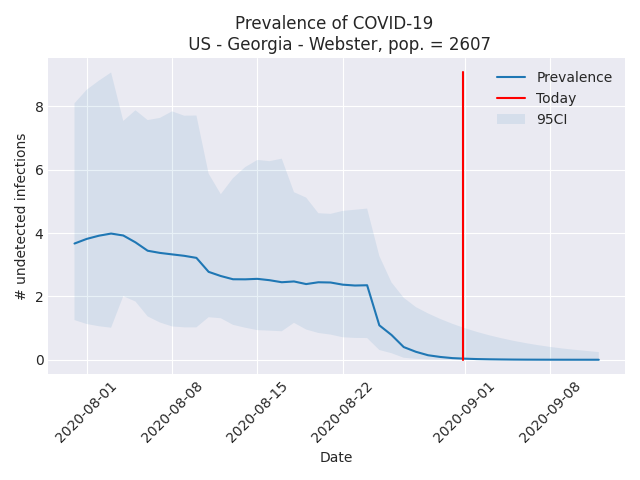 Prevalence of COVID-19
US - Georgia - Webster, pop. = 2607
Prevalence
Today
95CI
# undetected infections
8
6
4
2
0
2020-08-01
2020-08-08
2020-08-15
2020-08-22
2020-09-01
2020-09-08
Date